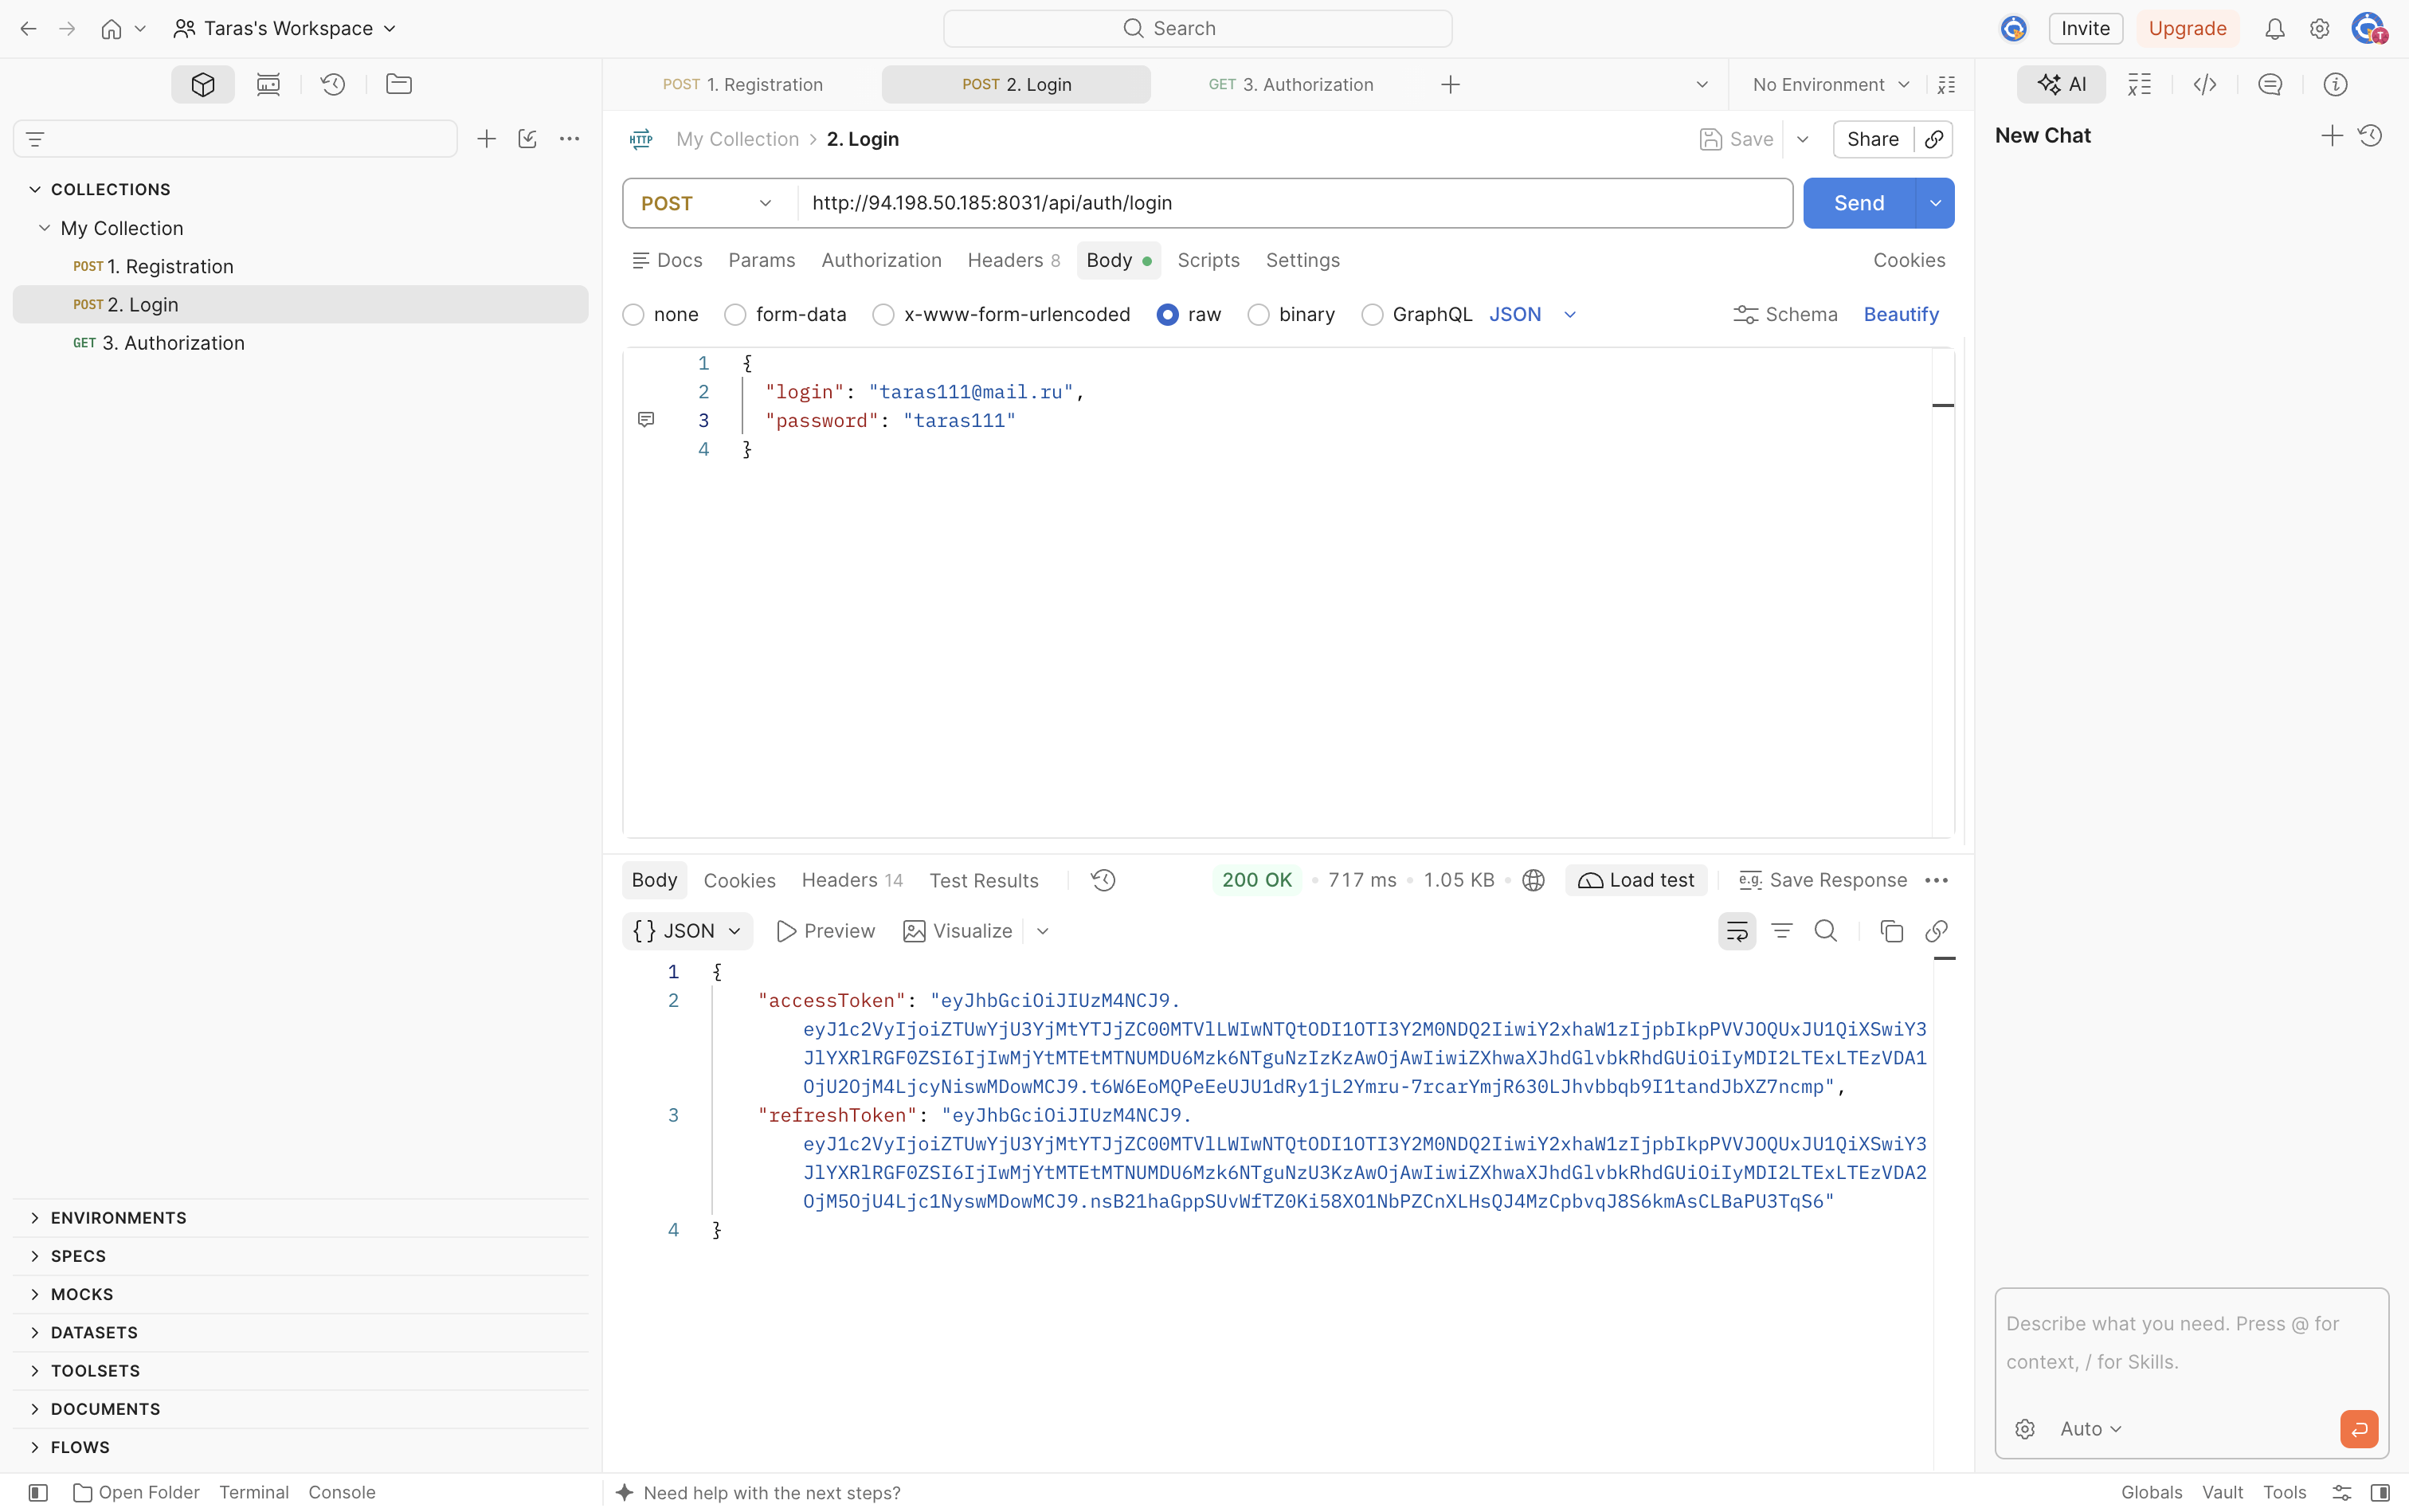 Taras's Workspace
Search
Invite
Upgrade
POST 1. Registration
POST 2. Login
GET 3. Authorization
No Environment
AI
COLLECTIONS
My Collection
POST 1. Registration
POST 2. Login
GET 3. Authorization
ENVIRONMENTS
SPECS
MOCKS
DATASETS
TOOLSETS
DOCUMENTS
FLOWS
HTTP My Collection > 2. Login
Save
Share
POST
http://94.198.50.185:8031/api/auth/login
Send
Docs
Params
Authorization
Headers 8
Body
Scripts
Settings
Cookies
none
form-data
x-www-form-urlencoded
raw
binary
GraphQL
JSON
Schema
Beautify
1 {
2 "login": "taras111@mail.ru",
3 "password": "taras111"
4 }
Body
Cookies
Headers 14
Test Results
200 OK • 717 ms • 1.05 KB
Load test
e.g. Save Response
{} JSON
Preview
Visualize
1 {
2 "accessToken": "eyJhbGciOiJIUzM4NCJ9.
eyJ1c2VyIjoiZTUwYjU3YjMtYTJjZC00MTVlLWIwNTQtODI1OTI3Y2M0NDQ2IiwiY2xhaW1zIjpbIkpPVVJOQUxJU1QiXSwiY3
JlYXRlRGF0ZSI6IjIwMjYtMTEtMTNUMDU6Mzk6NTguNzIzKzAwOjAwIiwiZXhwaXJhdGlvbkRhdGUiOiIyMDI2LTExLTEzVDA1
OjU2OjM4LjcyNiswMDowMCJ9.t6W6EoMQPeEeUJU1dRy1jL2Ymru-7rcarYmjR630LJhvbbqb9I1tandJbXZ7ncmp",
3 "refreshToken": "eyJhbGciOiJIUzM4NCJ9.
eyJ1c2VyIjoiZTUwYjU3YjMtYTJjZC00MTVlLWIwNTQtODI1OTI3Y2M0NDQ2IiwiY2xhaW1zIjpbIkpPVVJOQUxJU1QiXSwiY3
JlYXRlRGF0ZSI6IjIwMjYtMTEtMTNUMDU6Mzk6NTguNzU3KzAwOjAwIiwiZXhwaXJhdGlvbkRhdGUiOiIyMDI2LTExLTEzVDA2
OjM5OjU4Ljc1NyswMDowMCJ9.nsB21haGppSUvWfTZ0Ki58XO1NbPZCnXLHsQJ4MzCpbvqJ8S6kmAsCLBaPU3TqS6"
4 }
New Chat
Describe what you need. Press @ for
context, / for Skills.
Auto
Open Folder
Terminal
Console
Need help with the next steps?
Globals
Vault
Tools